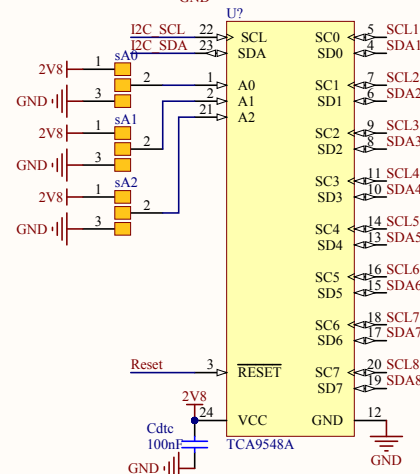 GND
U?
I2C_SCL 22 SCL SC0 5 SCL1
I2C_SDA 23 SDA SD0 4 SDA1
sA0
2V8 1
2 1 A0 SC1 7 SCL2
GND 3 2 A1 SD1 6 SDA2
sA1 21 A2
2V8 1 SC2 9 SCL3
2 SD2 8 SDA3
GND 3
sA2 SC3 11 SCL4
2V8 1 SD3 10 SDA4
2
GND 3 SC4 14 SCL5
SD4 13 SDA5
SC5 16 SCL6
SD5 15 SDA6
SC6 18 SCL7
SD6 17 SDA7
Reset 3 RESET SC7 20 SCL8
SD7 19 SDA8
2V8
24 VCC GND 12
Cdtc
100nF TCA9548A
GND
GND